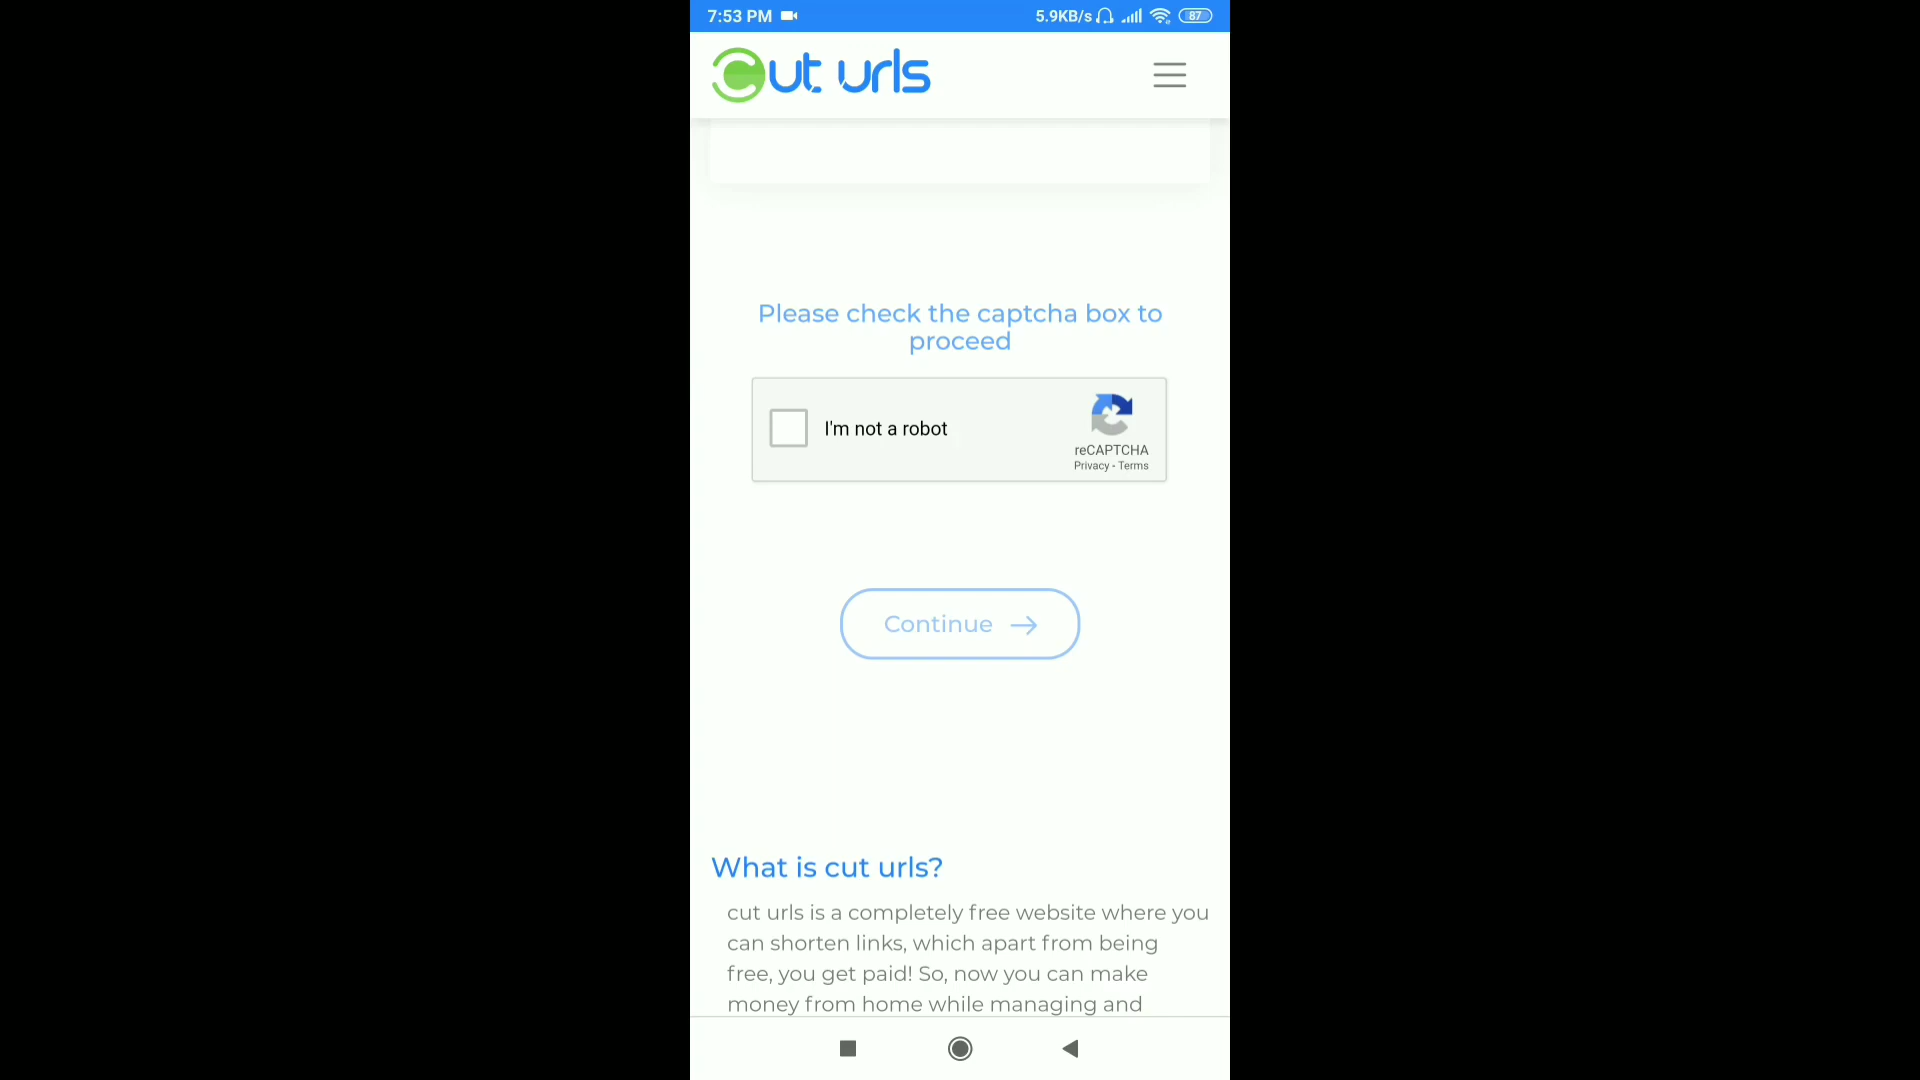 7:53 PM 5.9KB/s 87
cut urls
Please check the captcha box to
proceed
I'm not a robot
reCAPTCHA
Privacy - Terms
Continue
What is cut urls?
cut urls is a completely free website where you
can shorten links, which apart from being
free, you get paid! So, now you can make
money from home while managing and